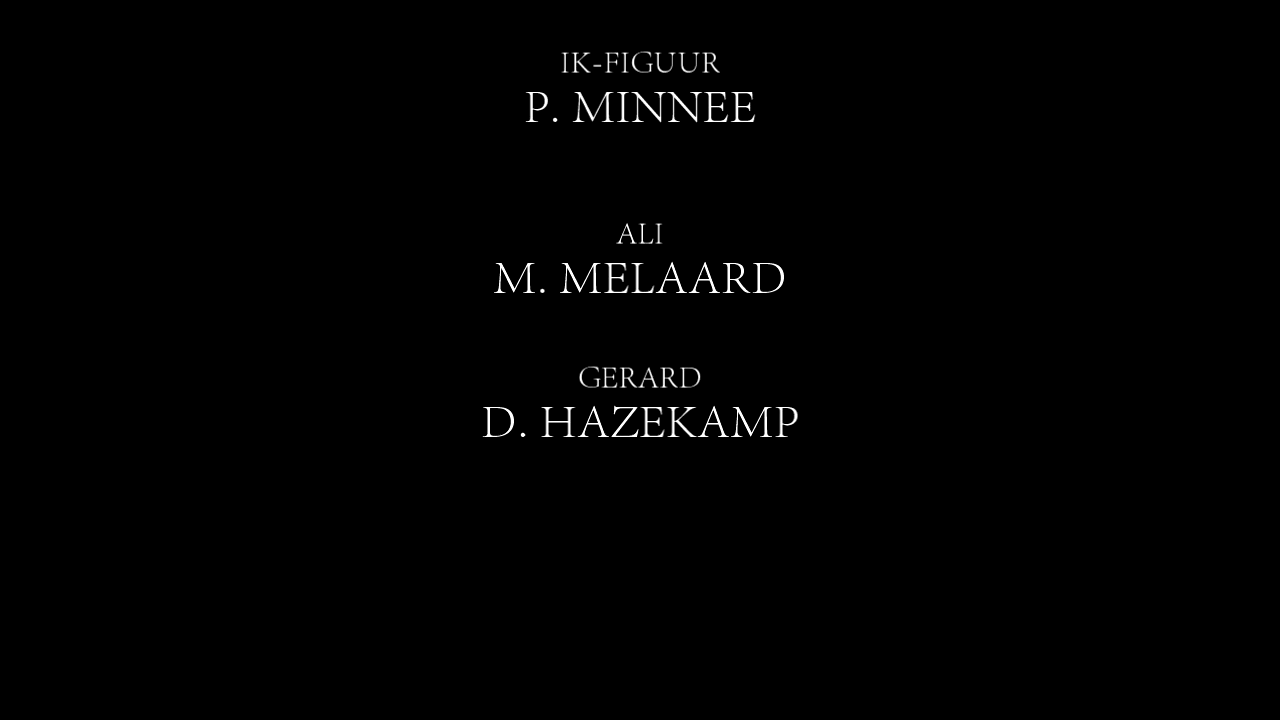 IK-FIGUUR
P. MINNEE
ALI
M. MELAARD
GERARD
D. HAZEKAMP